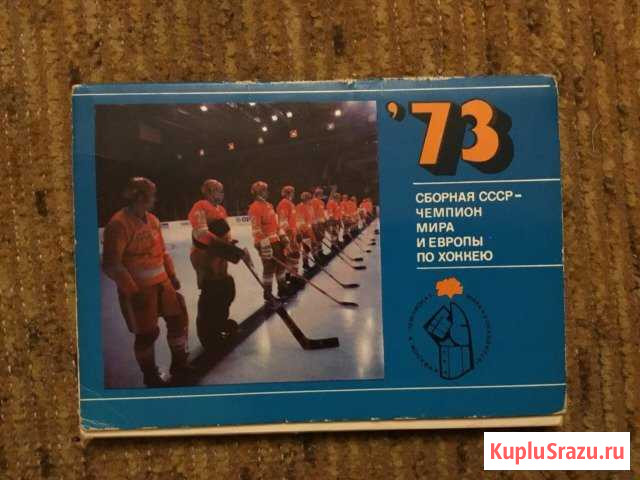 '73
СБОРНАЯ СССР–
ЧЕМПИОН
МИРА
И ЕВРОПЫ
ПО ХОККЕЮ
KupluSrazu.ru